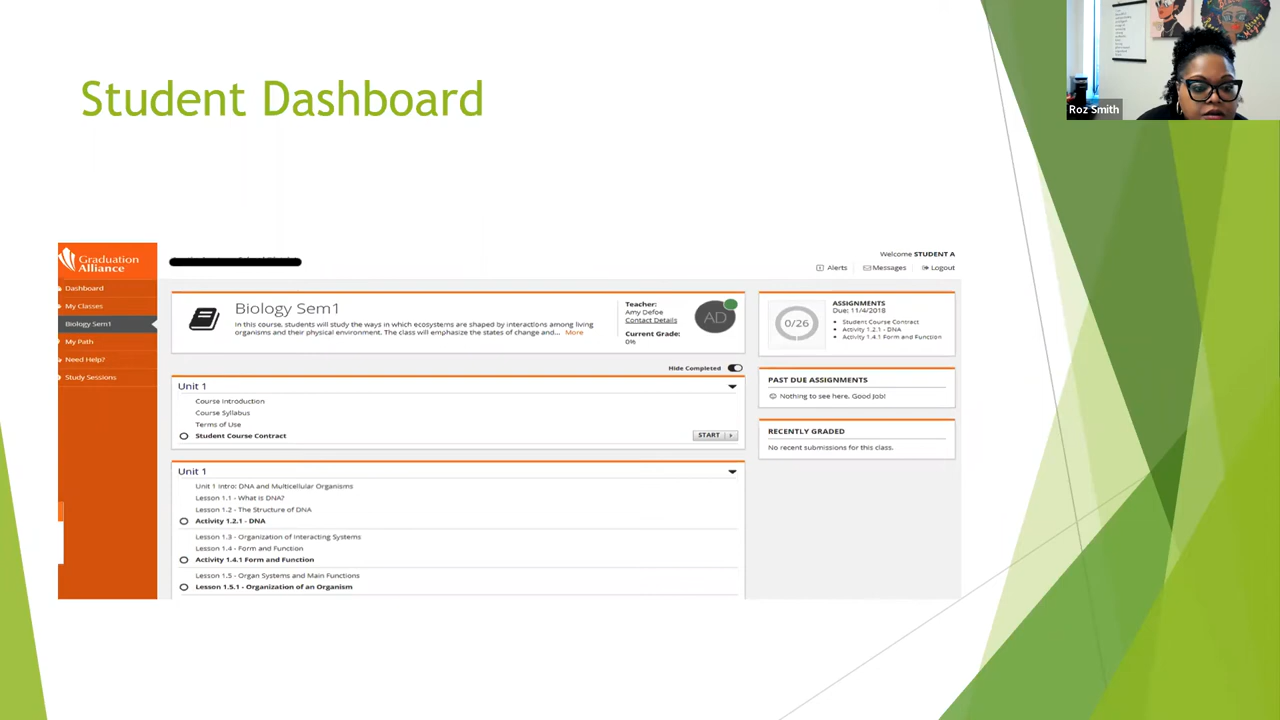 Student Dashboard
Roz Smith
Graduation
Alliance
Dashboard
My Classes
Biology Sem1
My Path
Need Help?
Study Sessions
Welcome STUDENT A
Alerts
Messages
Logout
Biology Sem1
In this course, students will study the ways in which ecosystems are shaped by interactions among living
organisms and their physical environment. The class will emphasize the states of change and... More
Teacher:
Amy Defoe
Contact Details
Current Grade:
0%
AD
Hide Completed
Unit 1
Course Introduction
Course Syllabus
Terms of Use
Student Course Contract
START
Unit 1
Unit 1 Intro: DNA and Multicellular Organisms
Lesson 1.1 - What is DNA?
Lesson 1.2 - The Structure of DNA
Activity 1.2.1 - DNA
Lesson 1.3 - Organization of Interacting Systems
Lesson 1.4 - Form and Function
Activity 1.4.1 Form and Function
Lesson 1.5 - Organ Systems and Main Functions
Lesson 1.5.1 - Organization of an Organism
0/26
ASSIGNMENTS
Due: 11/4/2018
Student Course Contract
Activity 1.2.1 - DNA
Activity 1.4.1 Form and Function
PAST DUE ASSIGNMENTS
Nothing to see here, Good Job!
RECENTLY GRADED
No recent submissions for this class.